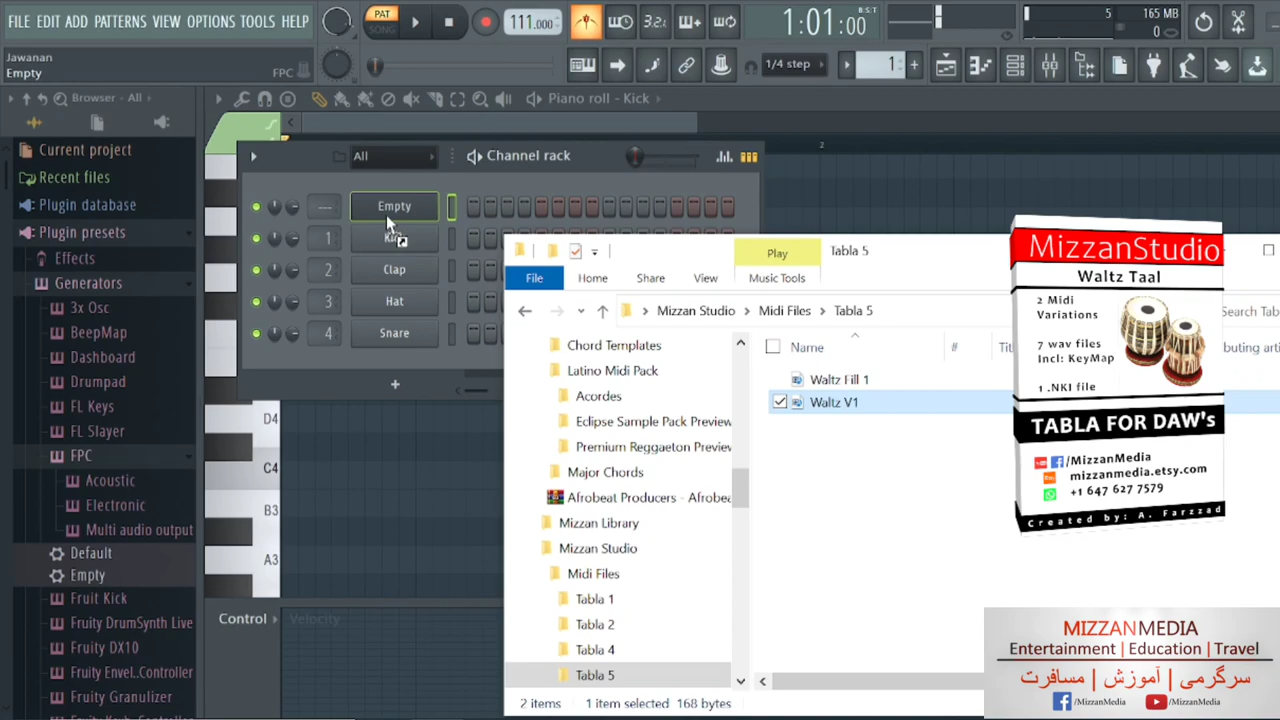 FILE EDIT ADD PATTERNS VIEW OPTIONS TOOLS HELP
PAT
SONG
111.000
3.2.
1:01:00
B:S:T
5
165 MB
0
Jawanan
Empty
FPC
1/4 step
1
Browser - All
Piano roll - Kick
Current project
Recent files
Plugin database
Plugin presets
Effects
Generators
3x Osc
BeepMap
Dashboard
Drumpad
FL Keys
FL Slayer
FPC
Acoustic
Electronic
Multi audio output
Default
Empty
Fruit Kick
Fruity DrumSynth Live
Fruity DX10
Fruity Envel..Controller
Fruity Granulizer
All
Channel rack
2
--- Empty
1
2 Clap
3 Hat
4 Snare
D4
C4
B3
A3
Control
Velocity
Play
Tabla 5
File
Home
Share
View
Music Tools
Mizzan Studio > Midi Files > Tabla 5
Search Tab
Chord Templates
Latino Midi Pack
Acordes
Eclipse Sample Pack Preview
Premium Reggaeton Preview
Major Chords
Afrobeat Producers - Afrobea
Mizzan Library
Mizzan Studio
Midi Files
Tabla 1
Tabla 2
Tabla 4
Tabla 5
Name
#
Waltz Fill 1
Waltz V1
2 items
1 item selected
168 bytes
MizzanStudio
Waltz Taal
2 Midi
Variations
7 wav files
Incl: KeyMap
1 .NKI file
TABLA FOR DAW's
/MizzanMedia
mizzanmedia.etsy.com
+1 647 627 7579
Created by: A. Farzzad
MIZZANMEDIA
Entertainment | Education | Travel
سرگرمی | آموزش | مسافرت
/MizzanMedia
/MizzanMedia